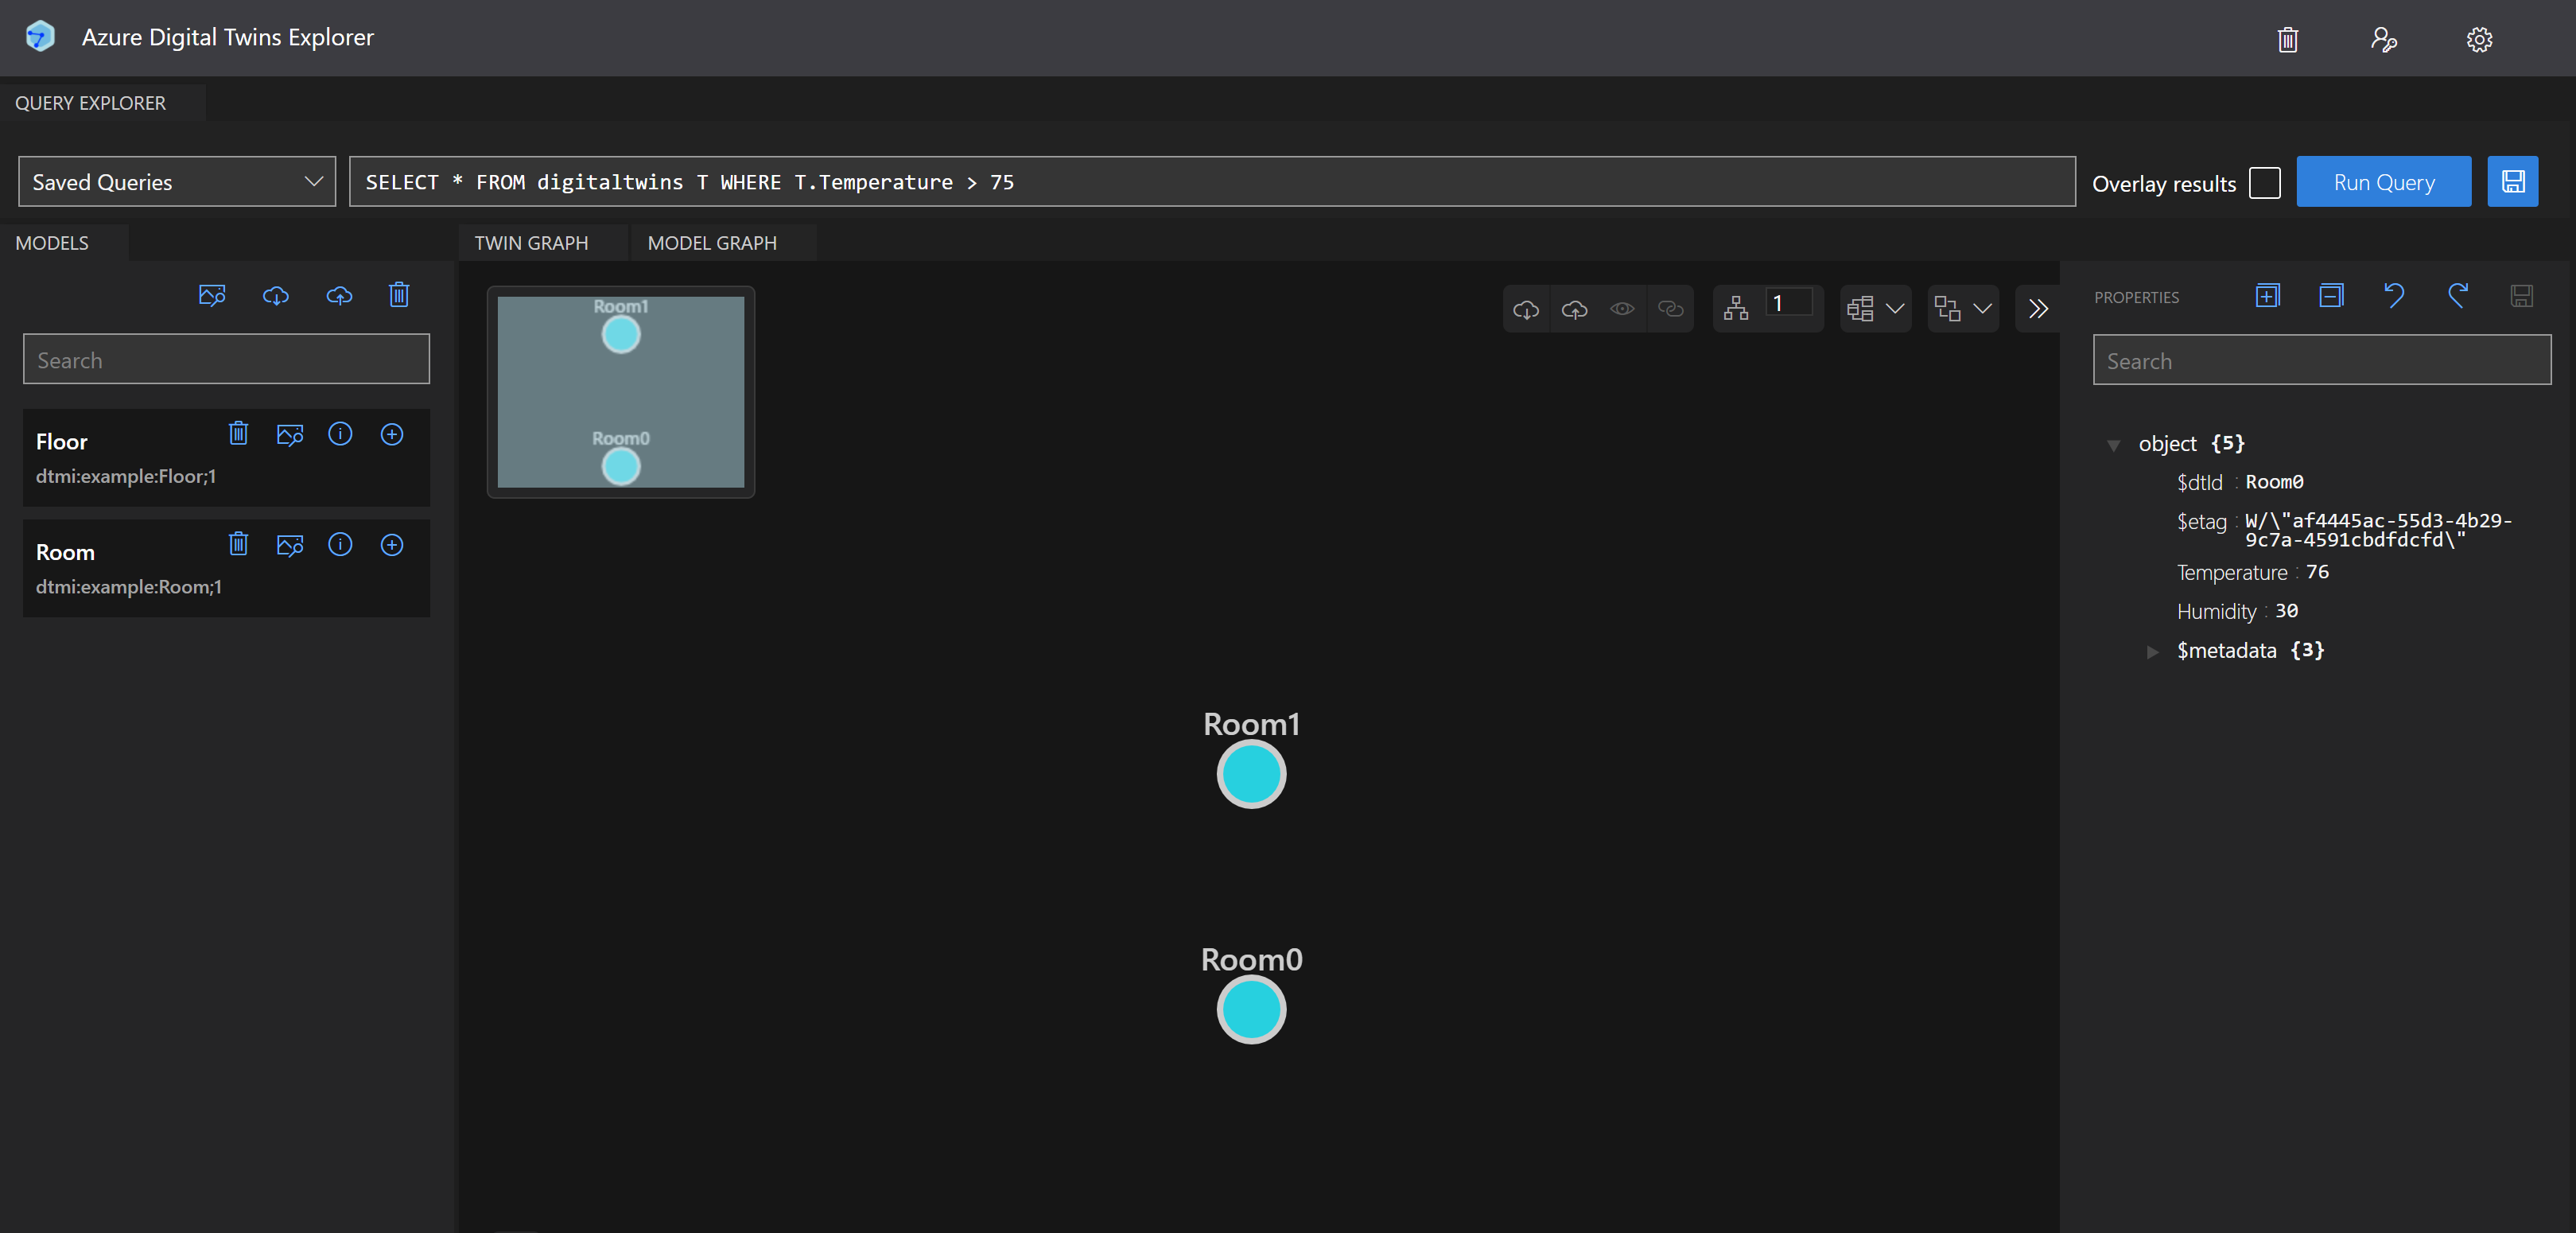 Azure Digital Twins Explorer
QUERY EXPLORER
Saved Queries
SELECT * FROM digitaltwins T WHERE T.Temperature > 75
Overlay results
Run Query
MODELS
TWIN GRAPH
MODEL GRAPH
Search
Floor
dtmi:example:Floor;1
Room
dtmi:example:Room;1
Room1
Room0
1
Room1
Room0
PROPERTIES
Search
object {5}
$dtId : Room0
$etag : W/\"af4445ac-55d3-4b29-
9c7a-4591cbdfdcfd\"
Temperature : 76
Humidity : 30
$metadata {3}